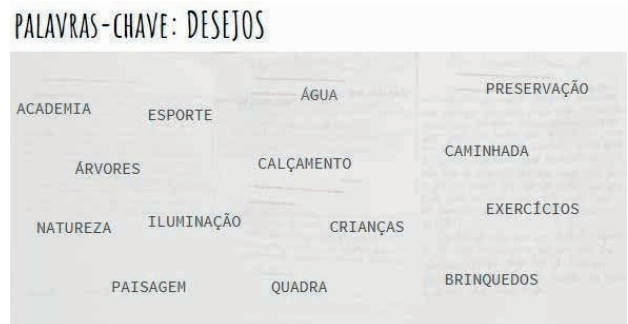 PALAVRAS-CHAVE: DESEJOS
ÁGUA
PRESERVAÇÃO
ACADEMIA
ESPORTE
CAMINHADA
ÁRVORES
CALÇAMENTO
EXERCÍCIOS
NATUREZA
ILUMINAÇÃO
CRIANÇAS
PAISAGEM
QUADRA
BRINQUEDOS